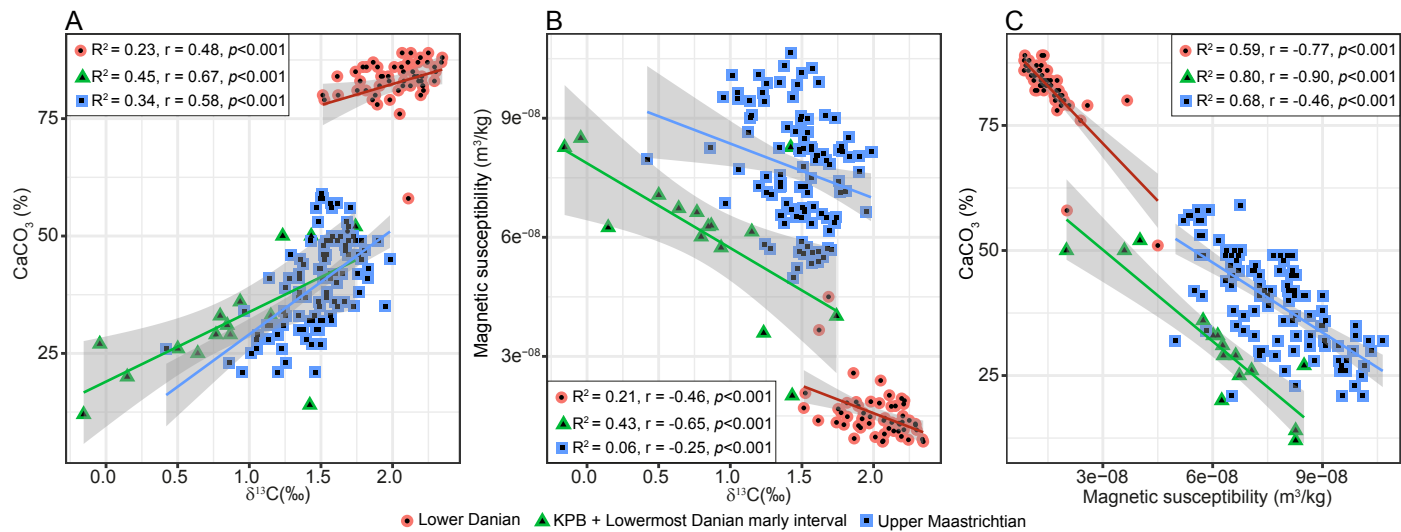 A
R² = 0.23, r = 0.48, p<0.001
R² = 0.45, r = 0.67, p<0.001
R² = 0.34, r = 0.58, p<0.001
75
50
25
CaCO₃ (%)
0.0 0.5 1.0 1.5 2.0
δ¹³C(‰)
B
9e−08
6e−08
3e−08
Magnetic susceptibility (m³/kg)
R² = 0.21, r = -0.46, p<0.001
R² = 0.43, r = -0.65, p<0.001
R² = 0.06, r = -0.25, p<0.001
0.0 0.5 1.0 1.5 2.0
δ¹³C(‰)
C
R² = 0.59, r = -0.77, p<0.001
R² = 0.80, r = -0.90, p<0.001
R² = 0.68, r = -0.46, p<0.001
75
50
25
CaCO₃ (%)
3e−08 6e−08 9e−08
Magnetic susceptibility (m³/kg)
Lower Danian KPB + Lowermost Danian marly interval Upper Maastrichtian